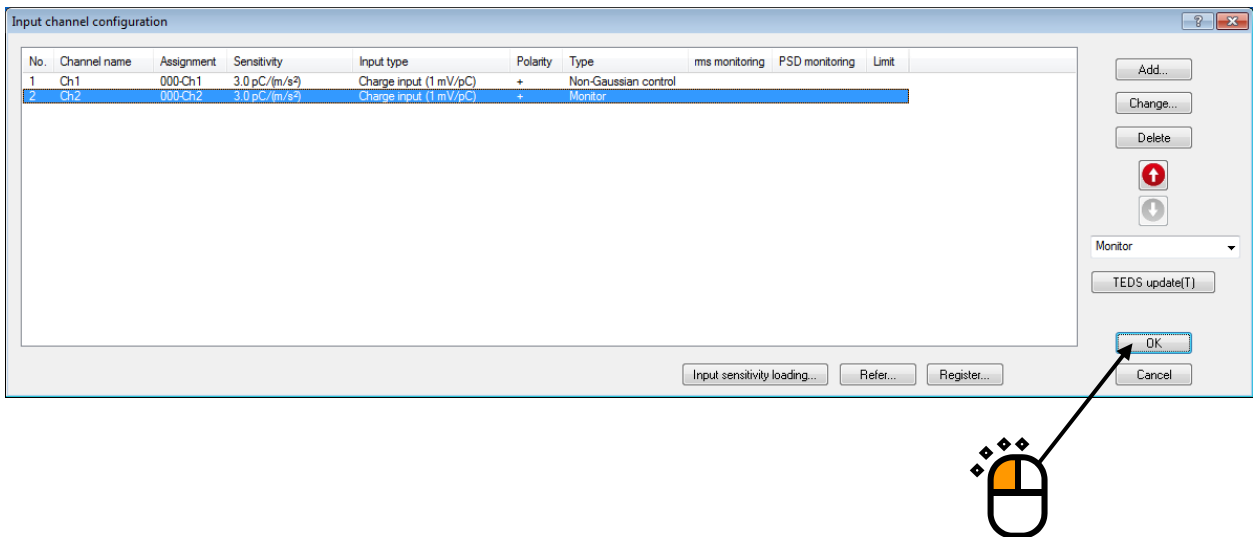 Input channel configuration
No. Channel name Assignment Sensitivity Input type Polarity Type rms monitoring PSD monitoring Limit
1 Ch1 000-Ch1 3.0 pC/(m/s²) Charge input (1 mV/pC) + Non-Gaussian control
2 Ch2 000-Ch2 3.0 pC/(m/s²) Charge input (1 mV/pC) + Monitor
Add...
Change...
Delete
Monitor
TEDS update(T)
OK
Input sensitivity loading... Refer... Register... Cancel